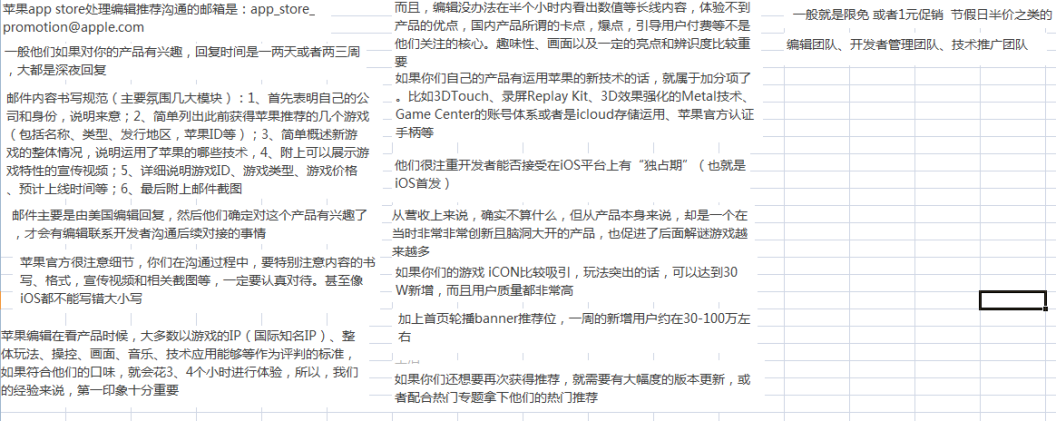 苹果app store处理编辑推荐沟通的邮箱是：app_store_
promotion@apple.com
一般他们如果对你的产品有兴趣，回复时间是一两天或者两三周
，大都是深夜回复
邮件内容书写规范（主要氛围几大模块）：1、首先表明自己的公
司和身份，说明来意；2、简单列出此前获得苹果推荐的几个游戏
（包括名称、类型、发行地区，苹果ID等）；3、简单概述新游
戏的整体情况，说明运用了苹果的哪些技术，4、附上可以展示游
戏特性的宣传视频；5、详细说明游戏ID、游戏类型、游戏价格
、预计上线时间等；6、最后附上邮件截图
邮件主要是由美国编辑回复，然后他们确定对这个产品有兴趣了
，才会有编辑联系开发者沟通后续对接的事情
苹果官方很注意细节，你们在沟通过程中，要特别注意内容的书
写、格式，宣传视频和相关截图等，一定要认真对待。甚至像
iOS都不能写错大小写
苹果编辑在看产品时候，大多数以游戏的IP（国际知名IP）、整
体玩法、操控、画面、音乐、技术应用能够等作为评判的标准，
如果符合他们的口味，就会花3、4个小时进行体验，所以，我们
的经验来说，第一印象十分重要
而且，编辑没办法在半个小时内看出数值等长线内容，体验不到
产品的优点，国内产品所谓的卡点，爆点，引导用户付费等不是
他们关注的核心。趣味性、画面以及一定的亮点和辨识度比较重
要
如果你们自己的产品有运用苹果的新技术的话，就属于加分项了
。比如3DTouch、录屏Replay Kit、3D效果强化的Metal技术、
Game Center的账号体系或者是icloud存储运用、苹果官方认证
手柄等
他们很注重开发者能否接受在iOS平台上有“独占期”（也就是
iOS首发）
从营收上来说，确实不算什么，但从产品本身来说，却是一个在
当时非常非常创新且脑洞大开的产品，也促进了后面解谜游戏越
来越多
如果你们的游戏 iCON比较吸引，玩法突出的话，可以达到30
W新增，而且用户质量都非常高
加上首页轮播banner推荐位，一周的新增用户约在30-100万左
右
如果你们还想要再次获得推荐，就需要有大幅度的版本更新，或
者配合热门专题拿下他们的热门推荐
一般就是限免 或者1元促销 节假日半价之类的
编辑团队、开发者管理团队、技术推广团队